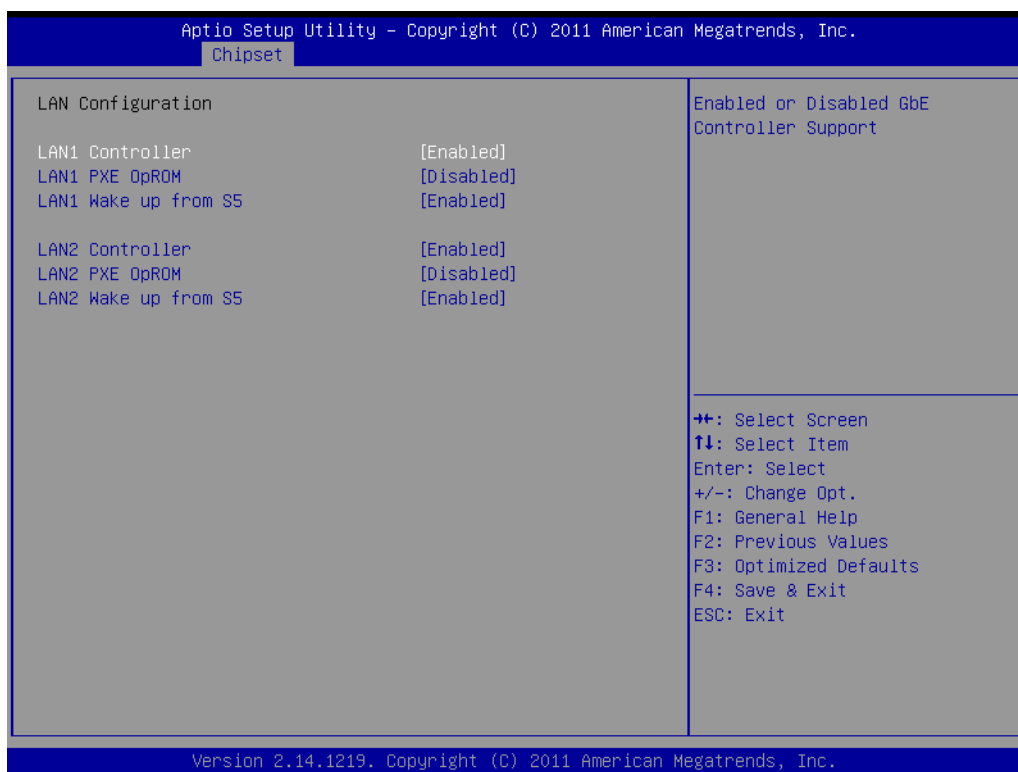 Aptio Setup Utility – Copyright (C) 2011 American Megatrends, Inc.
Chipset
LAN Configuration
LAN1 Controller [Enabled]
LAN1 PXE OpROM [Disabled]
LAN1 Wake up from S5 [Enabled]
LAN2 Controller [Enabled]
LAN2 PXE OpROM [Disabled]
LAN2 Wake up from S5 [Enabled]
Enabled or Disabled GbE
Controller Support
→←: Select Screen
↑↓: Select Item
Enter: Select
+/-: Change Opt.
F1: General Help
F2: Previous Values
F3: Optimized Defaults
F4: Save & Exit
ESC: Exit
Version 2.14.1219. Copyright (C) 2011 American Megatrends, Inc.